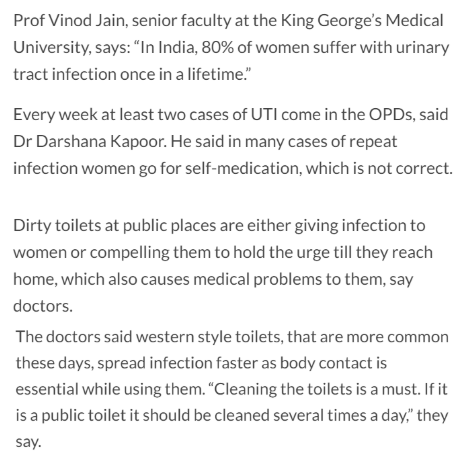 Prof Vinod Jain, senior faculty at the King George’s Medical
University, says: “In India, 80% of women suffer with urinary
tract infection once in a lifetime.”
Every week at least two cases of UTI come in the OPDs, said
Dr Darshana Kapoor. He said in many cases of repeat
infection women go for self-medication, which is not correct.
Dirty toilets at public places are either giving infection to
women or compelling them to hold the urge till they reach
home, which also causes medical problems to them, say
doctors.
The doctors said western style toilets, that are more common
these days, spread infection faster as body contact is
essential while using them. “Cleaning the toilets is a must. If it
is a public toilet it should be cleaned several times a day,” they
say.